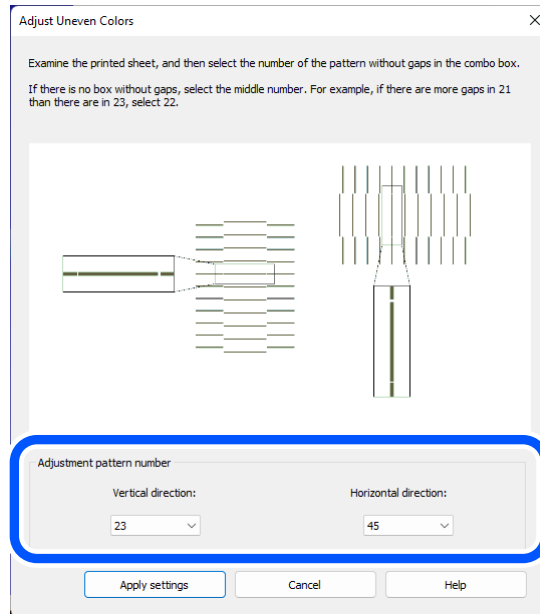 Adjust Uneven Colors
Examine the printed sheet, and then select the number of the pattern without gaps in the combo box.
If there is no box without gaps, select the middle number. For example, if there are more gaps in 21
than there are in 23, select 22.
Adjustment pattern number
Vertical direction: Horizontal direction:
23 45
Apply settings Cancel Help